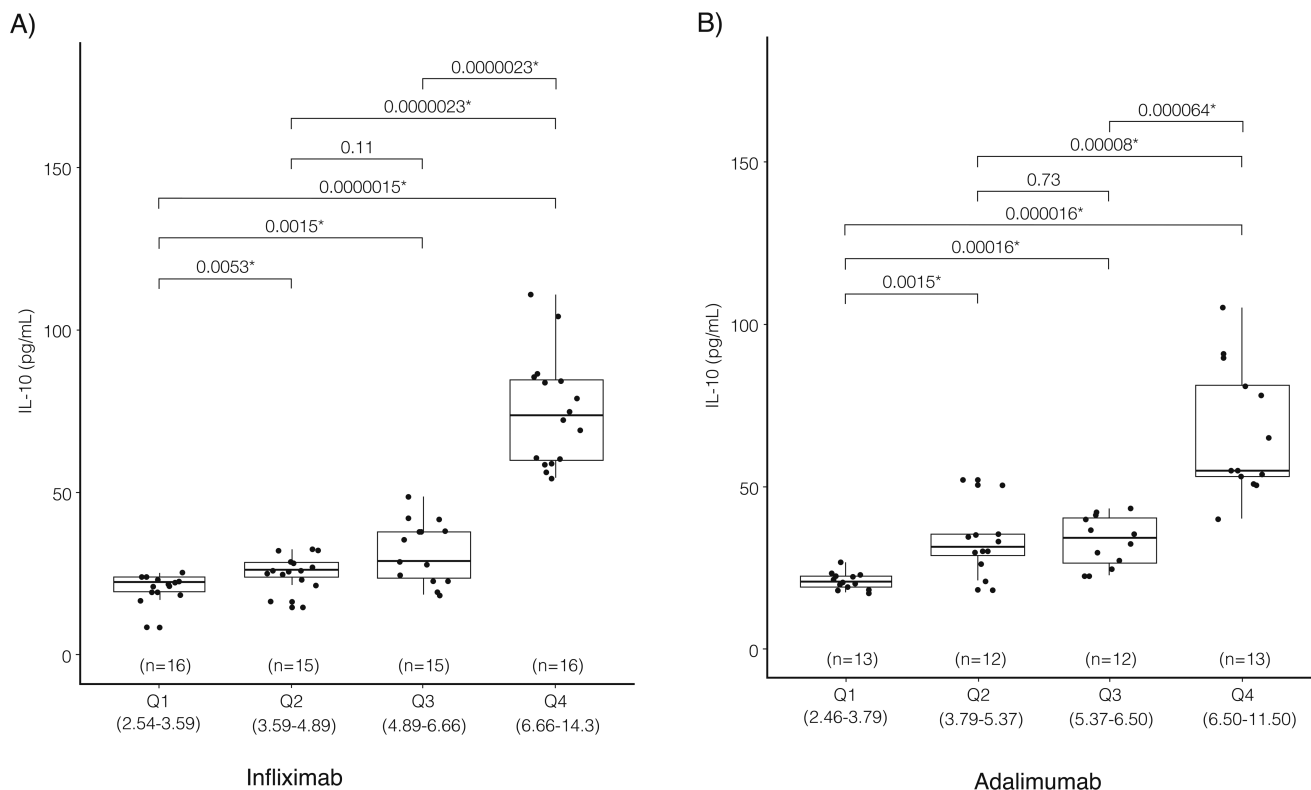 A)
0.0000023*
0.0000023*
0.11
0.0000015*
0.0015*
0.0053*
IL-10 (pg/mL)
150
100
50
0
(n=16) (n=15) (n=15) (n=16)
Q1 Q2 Q3 Q4
(2.54-3.59) (3.59-4.89) (4.89-6.66) (6.66-14.3)
Infliximab
B)
0.000064*
0.00008*
0.73
0.000016*
0.00016*
0.0015*
IL-10 (pg/mL)
150
100
50
0
(n=13) (n=12) (n=12) (n=13)
Q1 Q2 Q3 Q4
(2.46-3.79) (3.79-5.37) (5.37-6.50) (6.50-11.50)
Adalimumab